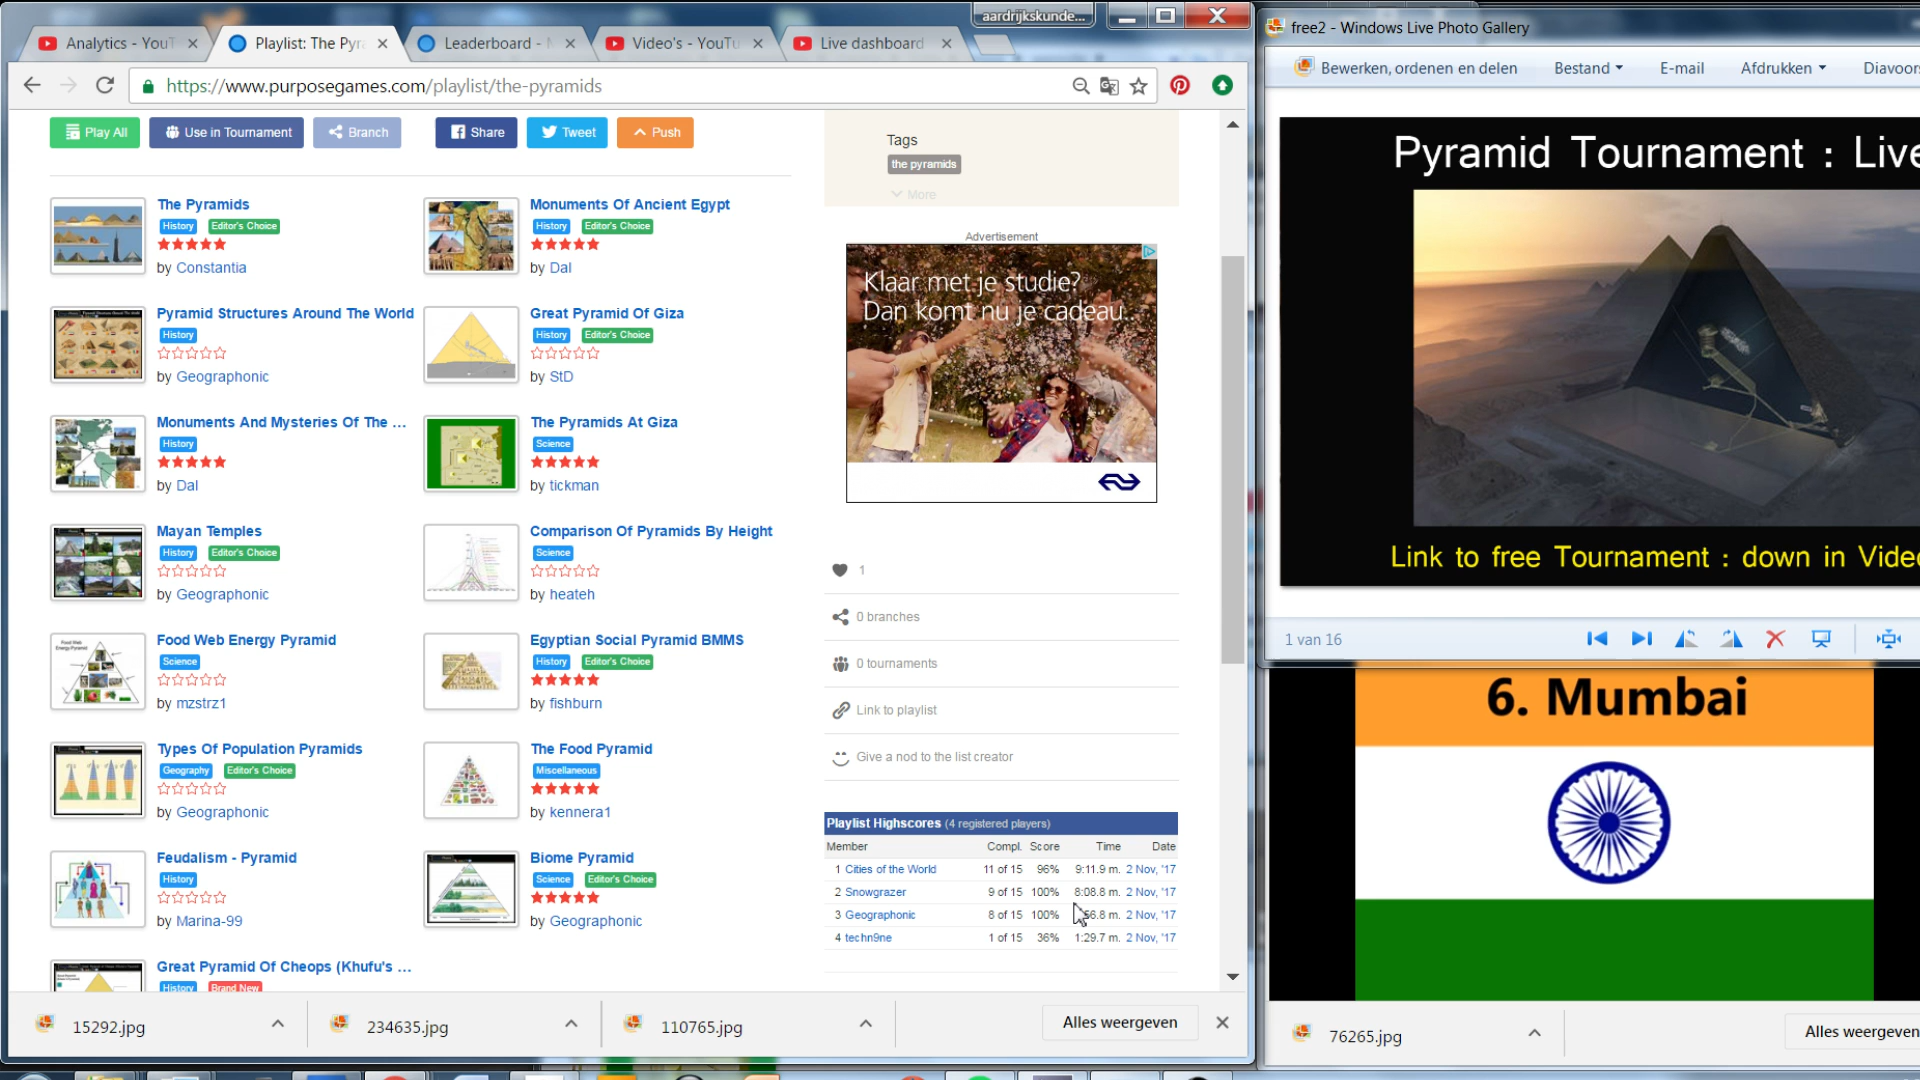 aardrijkskunde...
Analytics - YouT
Playlist: The Pyra
Leaderboard -
Video's - YouTu
Live dashboard
https://www.purposegames.com/playlist/the-pyramids
Play All
Use in Tournament
Branch
Share
Tweet
Push
The Pyramids
History Editor's Choice
by Constantia
Monuments Of Ancient Egypt
History Editor's Choice
by Dal
Pyramid Structures Around The World
History
by Geographonic
Great Pyramid Of Giza
History Editor's Choice
by StD
Monuments And Mysteries Of The ...
History
by Dal
The Pyramids At Giza
Science
by tickman
Mayan Temples
History Editor's Choice
by Geographonic
Comparison Of Pyramids By Height
Science
by heateh
Food Web Energy Pyramid
Science
by mzstrz1
Egyptian Social Pyramid BMMS
History Editor's Choice
by fishburn
Types Of Population Pyramids
Geography Editor's Choice
by Geographonic
The Food Pyramid
Miscellaneous
by kennera1
Feudalism - Pyramid
History
by Marina-99
Biome Pyramid
Science Editor's Choice
by Geographonic
Great Pyramid Of Cheops (Khufu's ...
History Brand New
Tags
the pyramids
More
Advertisement
Klaar met je studie?
Dan komt nu je cadeau..
1
0 branches
0 tournaments
Link to playlist
Give a nod to the list creator
Playlist Highscores (4 registered players)
Member Compl. Score Time Date
1 Cities of the World 11 of 15 96% 9:11.9 m. 2 Nov, '17
2 Snowgrazer 9 of 15 100% 8:08.8 m. 2 Nov, '17
3 Geographonic 8 of 15 100% 56.8 m. 2 Nov, '17
4 techn9ne 1 of 15 36% 1:29.7 m. 2 Nov, '17
15292.jpg
234635.jpg
110765.jpg
Alles weergeven
free2 - Windows Live Photo Gallery
Bewerken, ordenen en delen
Bestand
E-mail
Afdrukken
Diavoors
Pyramid Tournament : Live
Link to free Tournament : down in Vide
1 van 16
6. Mumbai
76265.jpg
Alles weergeven